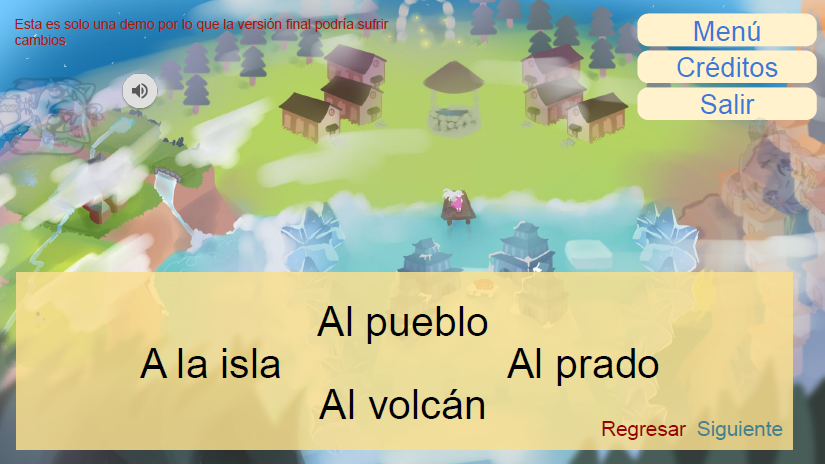 Esta es solo una demo por lo que la versión final podría sufrir
cambios
Menú
Créditos
Salir
Al pueblo
A la isla
Al prado
Al volcán
Regresar
Siguiente